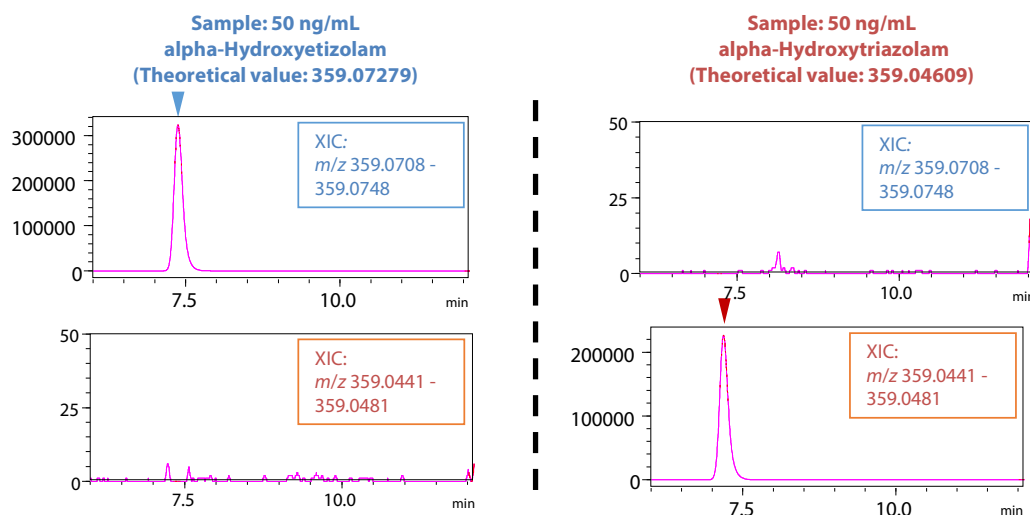 Sample: 50 ng/mL
alpha-Hydroxyetizolam
(Theoretical value: 359.07279)
300000
200000
100000
0
XIC:
m/z 359.0708 -
359.0748
7.5
10.0
min
50
25
0
XIC:
m/z 359.0441 -
359.0481
7.5
10.0
min
Sample: 50 ng/mL
alpha-Hydroxytriazolam
(Theoretical value: 359.04609)
50
25
0
XIC:
m/z 359.0708 -
359.0748
7.5
10.0
min
200000
100000
0
XIC:
m/z 359.0441 -
359.0481
7.5
10.0
min